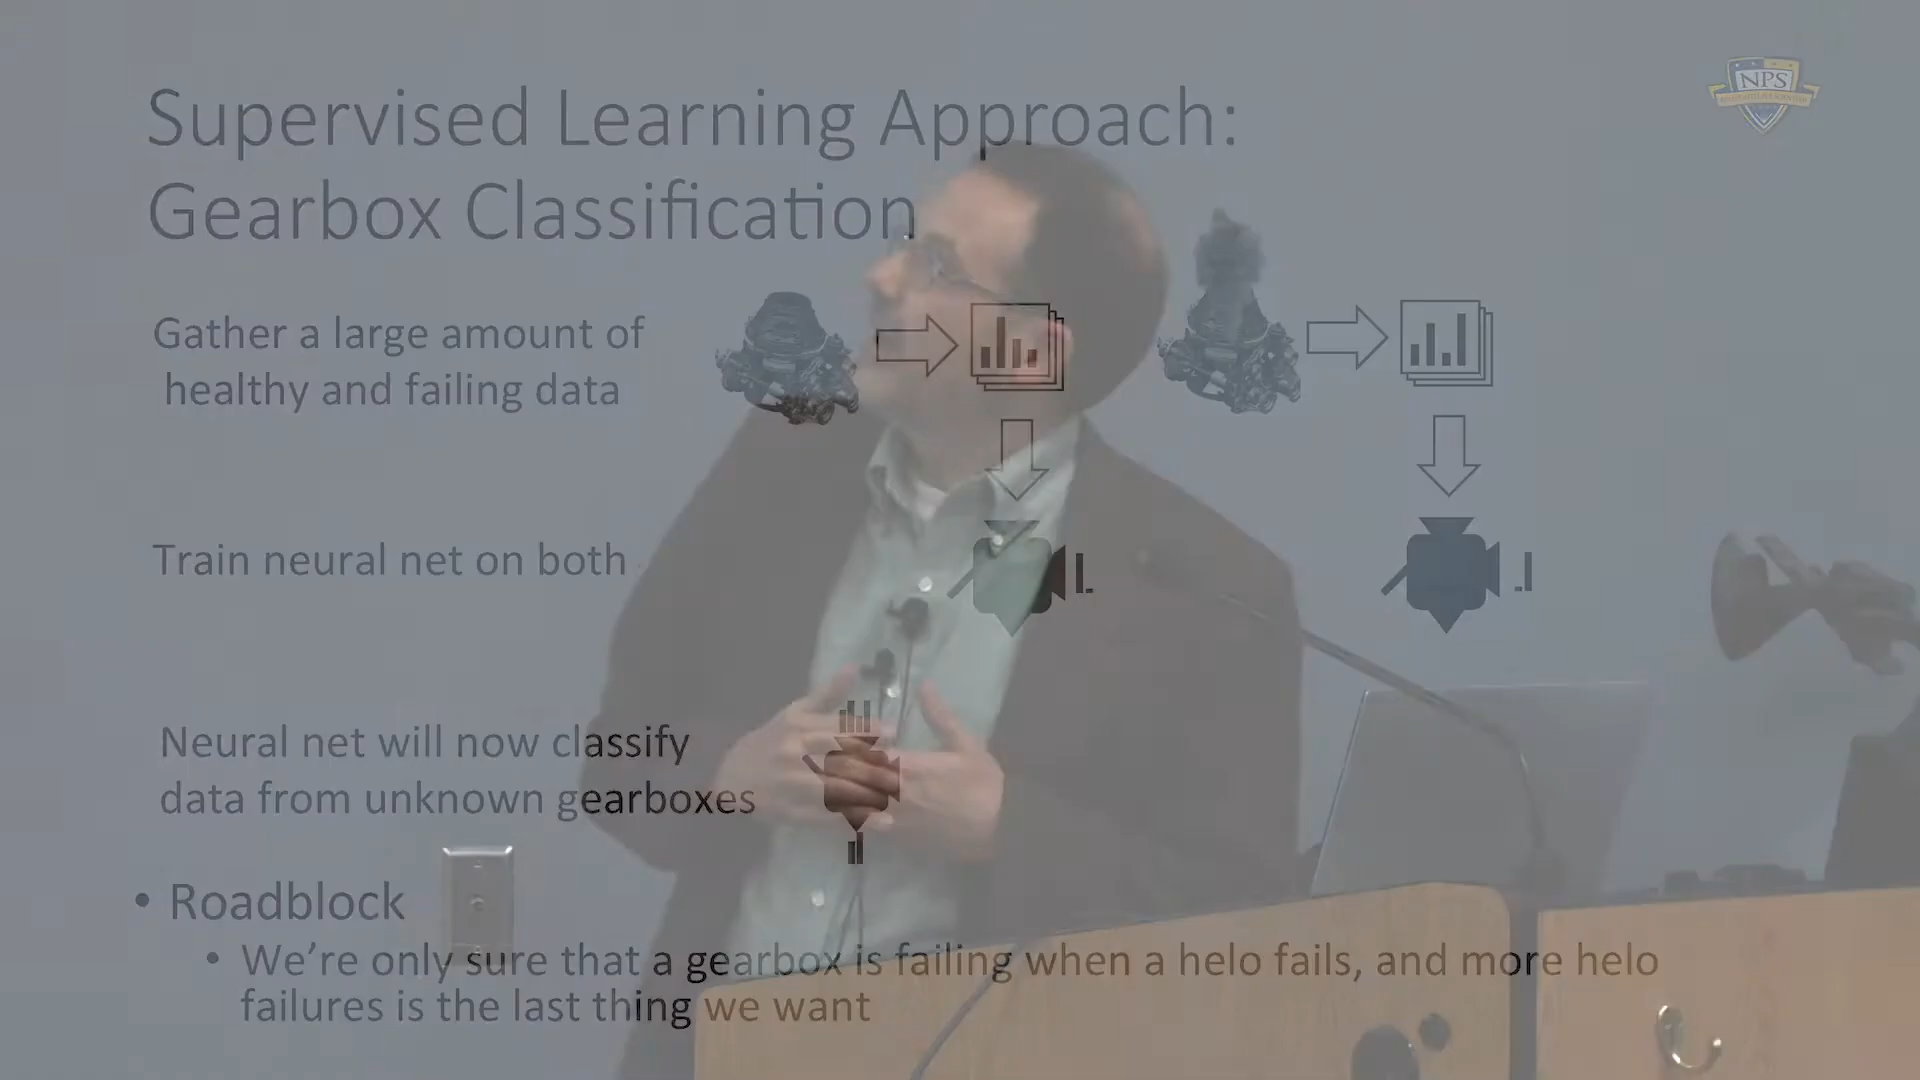 Supervised Learning Approach:
Gearbox Classification
NPS
Gather a large amount of
healthy and failing data
Train neural net on both
Neural net will now classify
data from unknown gearboxes
• Roadblock
• We’re only sure that a gearbox is failing when a helo fails, and more helo
failures is the last thing we want